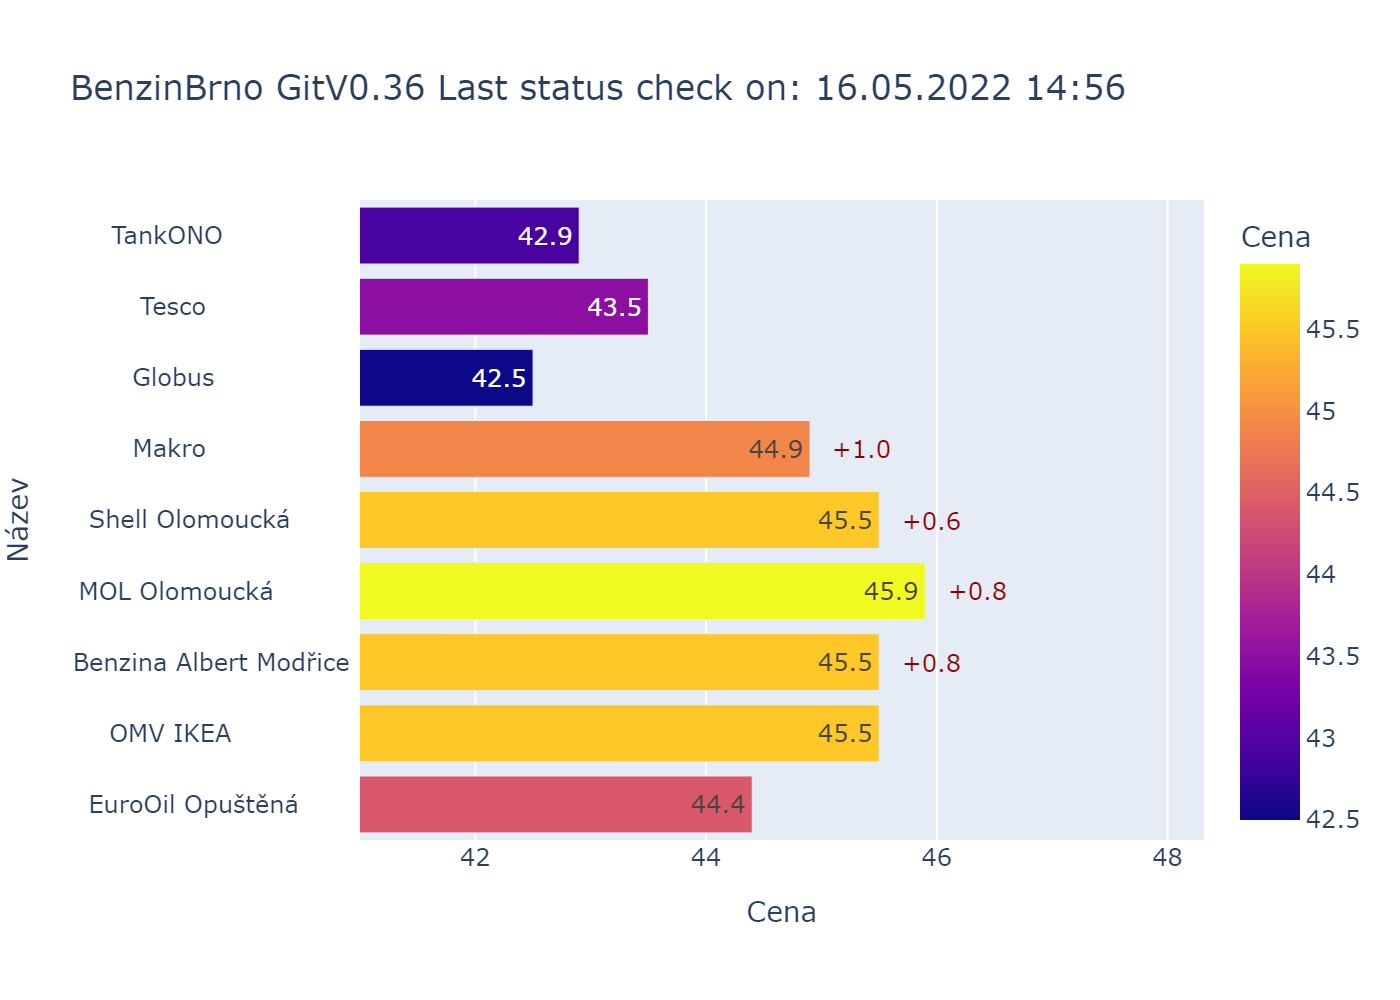 BenzinBrno GitV0.36 Last status check on: 16.05.2022 14:56
Název
TankONO 42.9
Tesco 43.5
Globus 42.5
Makro 44.9 +1.0
Shell Olomoucká 45.5 +0.6
MOL Olomoucká 45.9 +0.8
Benzina Albert Modřice 45.5 +0.8
OMV IKEA 45.5
EuroOil Opuštěná 44.4
42 44 46 48
Cena
Cena
45.5
45
44.5
44
43.5
43
42.5